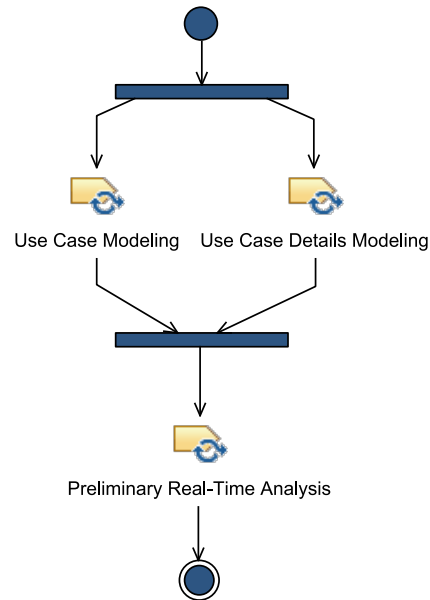 Use Case Modeling
Use Case Details Modeling
Preliminary Real-Time Analysis